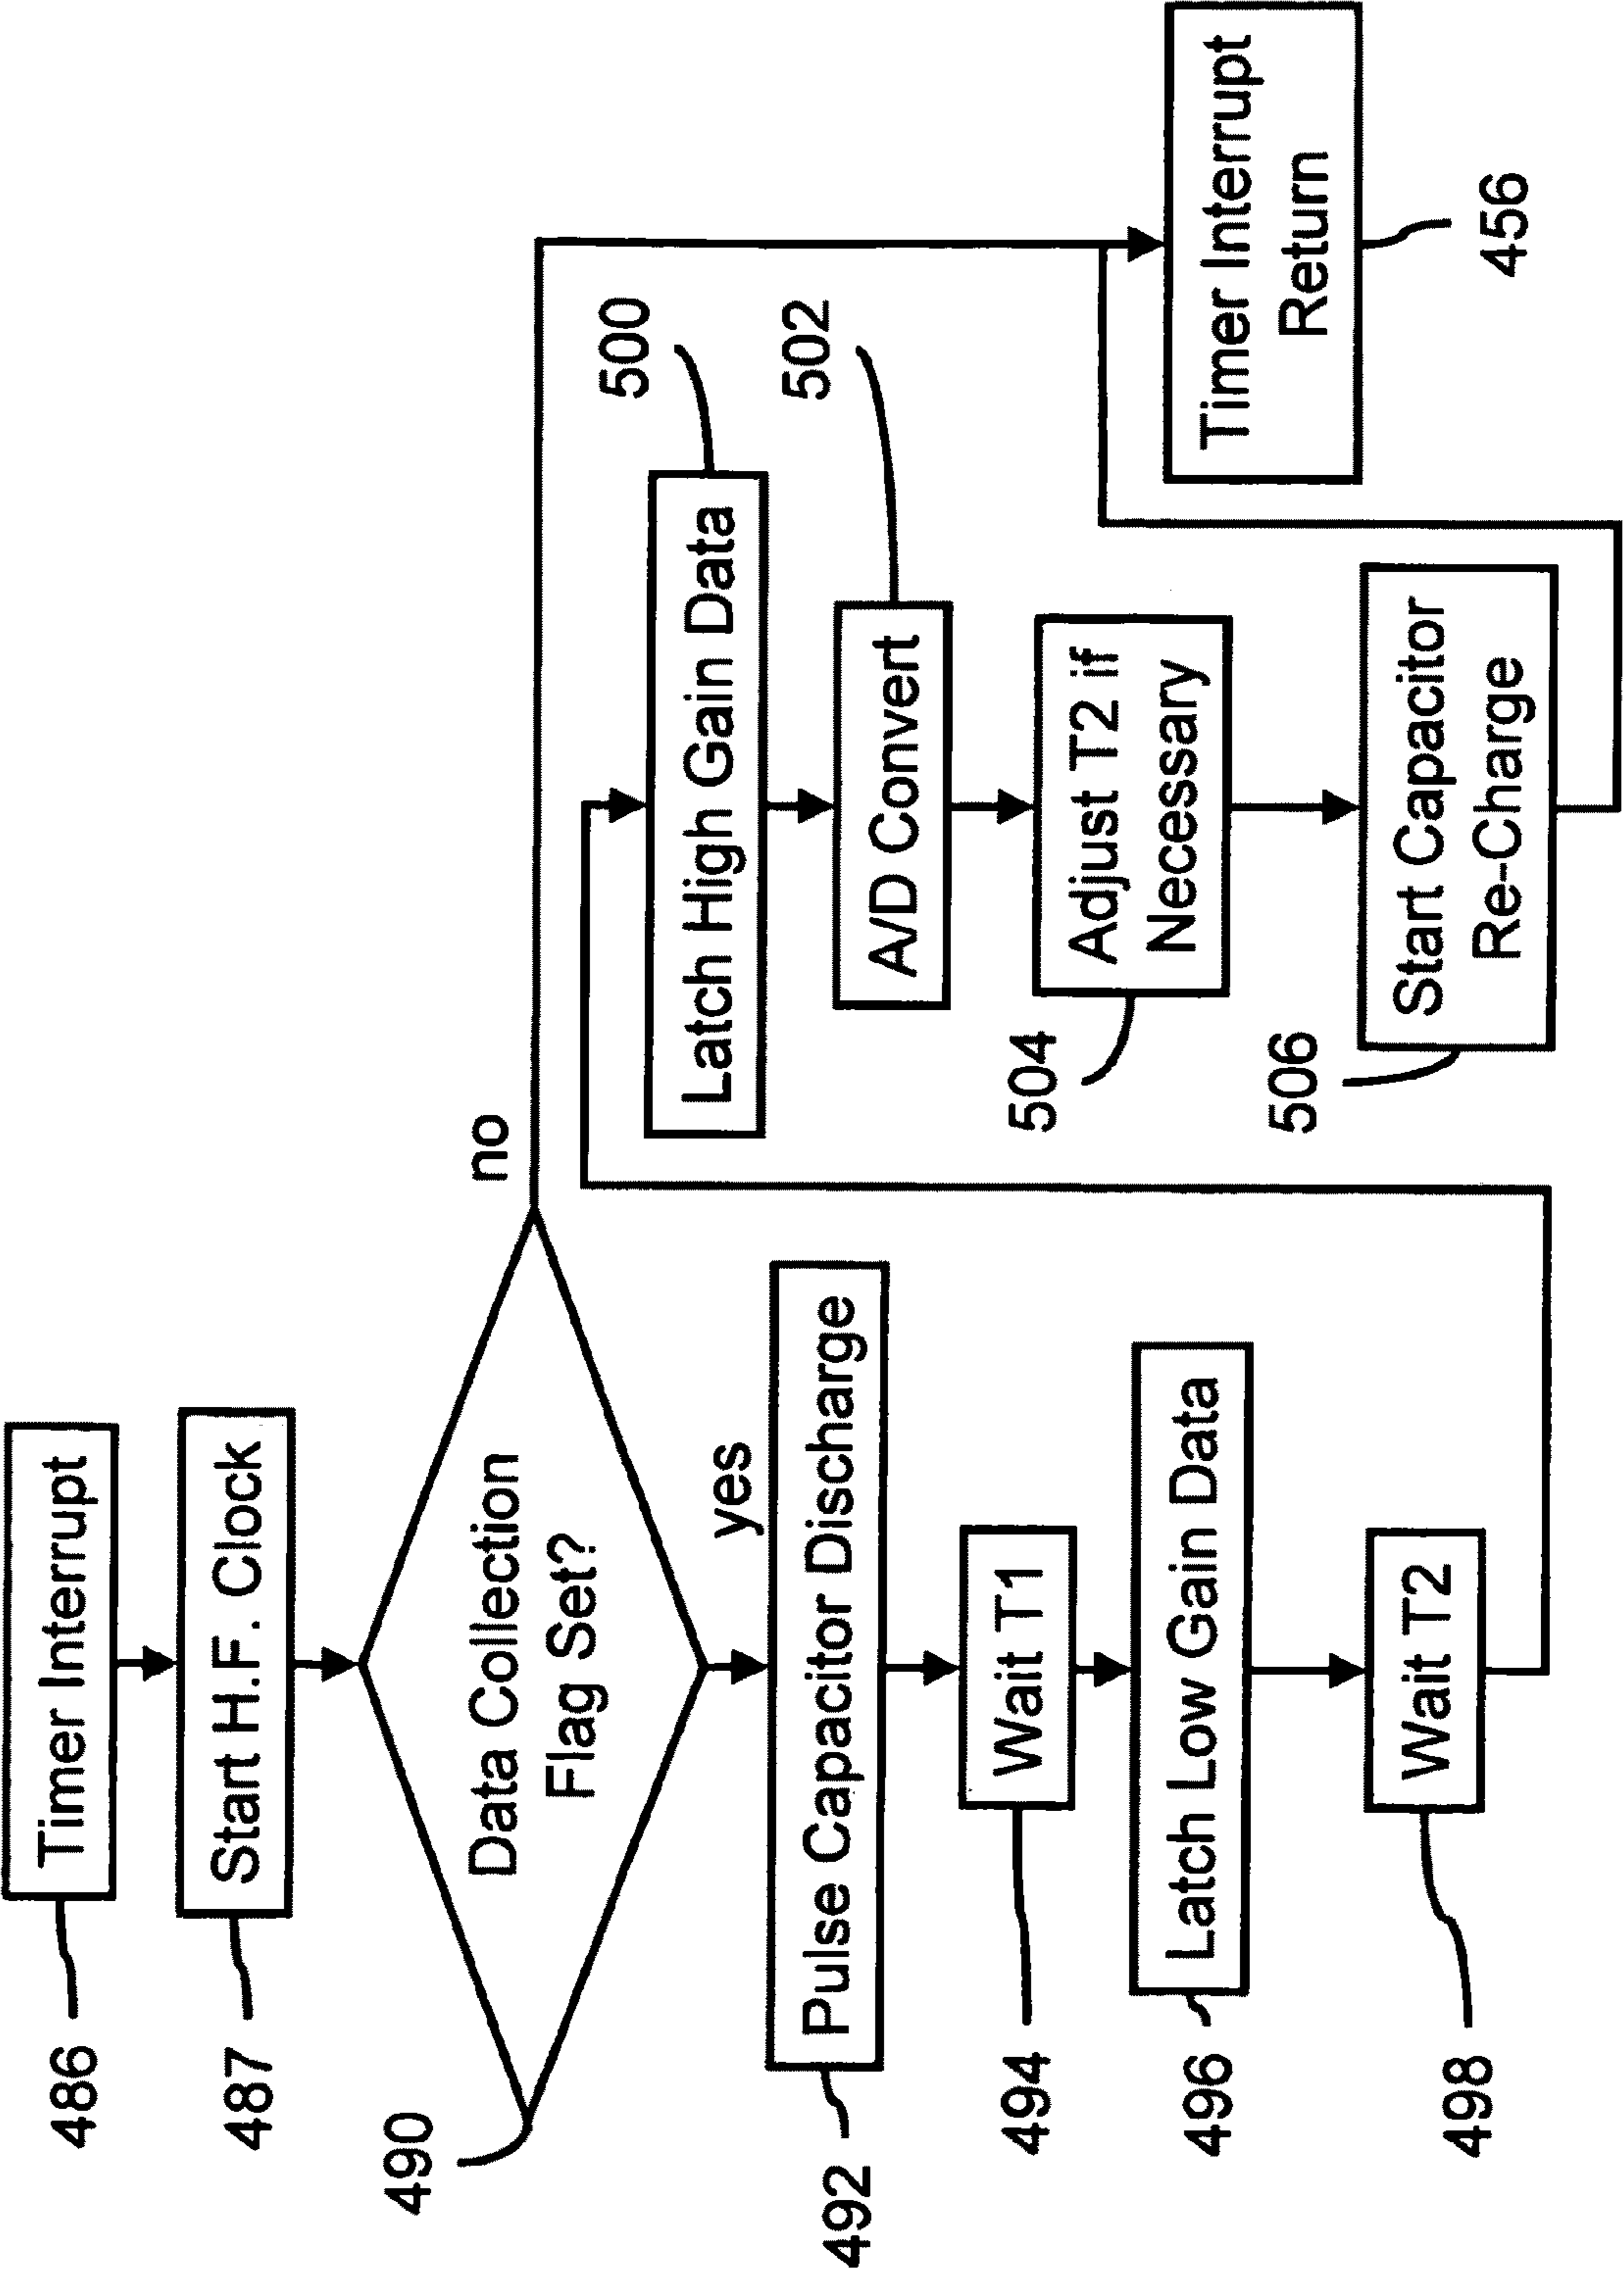 Timer Interrupt
486
Start H.F. Clock
487
Data Collection
Flag Set?
490
no
yes
Pulse Capacitor Discharge
492
Wait T1
494
Latch Low Gain Data
496
Wait T2
498
Latch High Gain Data
500
A/D Convert
502
Adjust T2 if
Necessary
504
Start Capacitor
Re-Charge
506
Timer Interrupt
Return
456